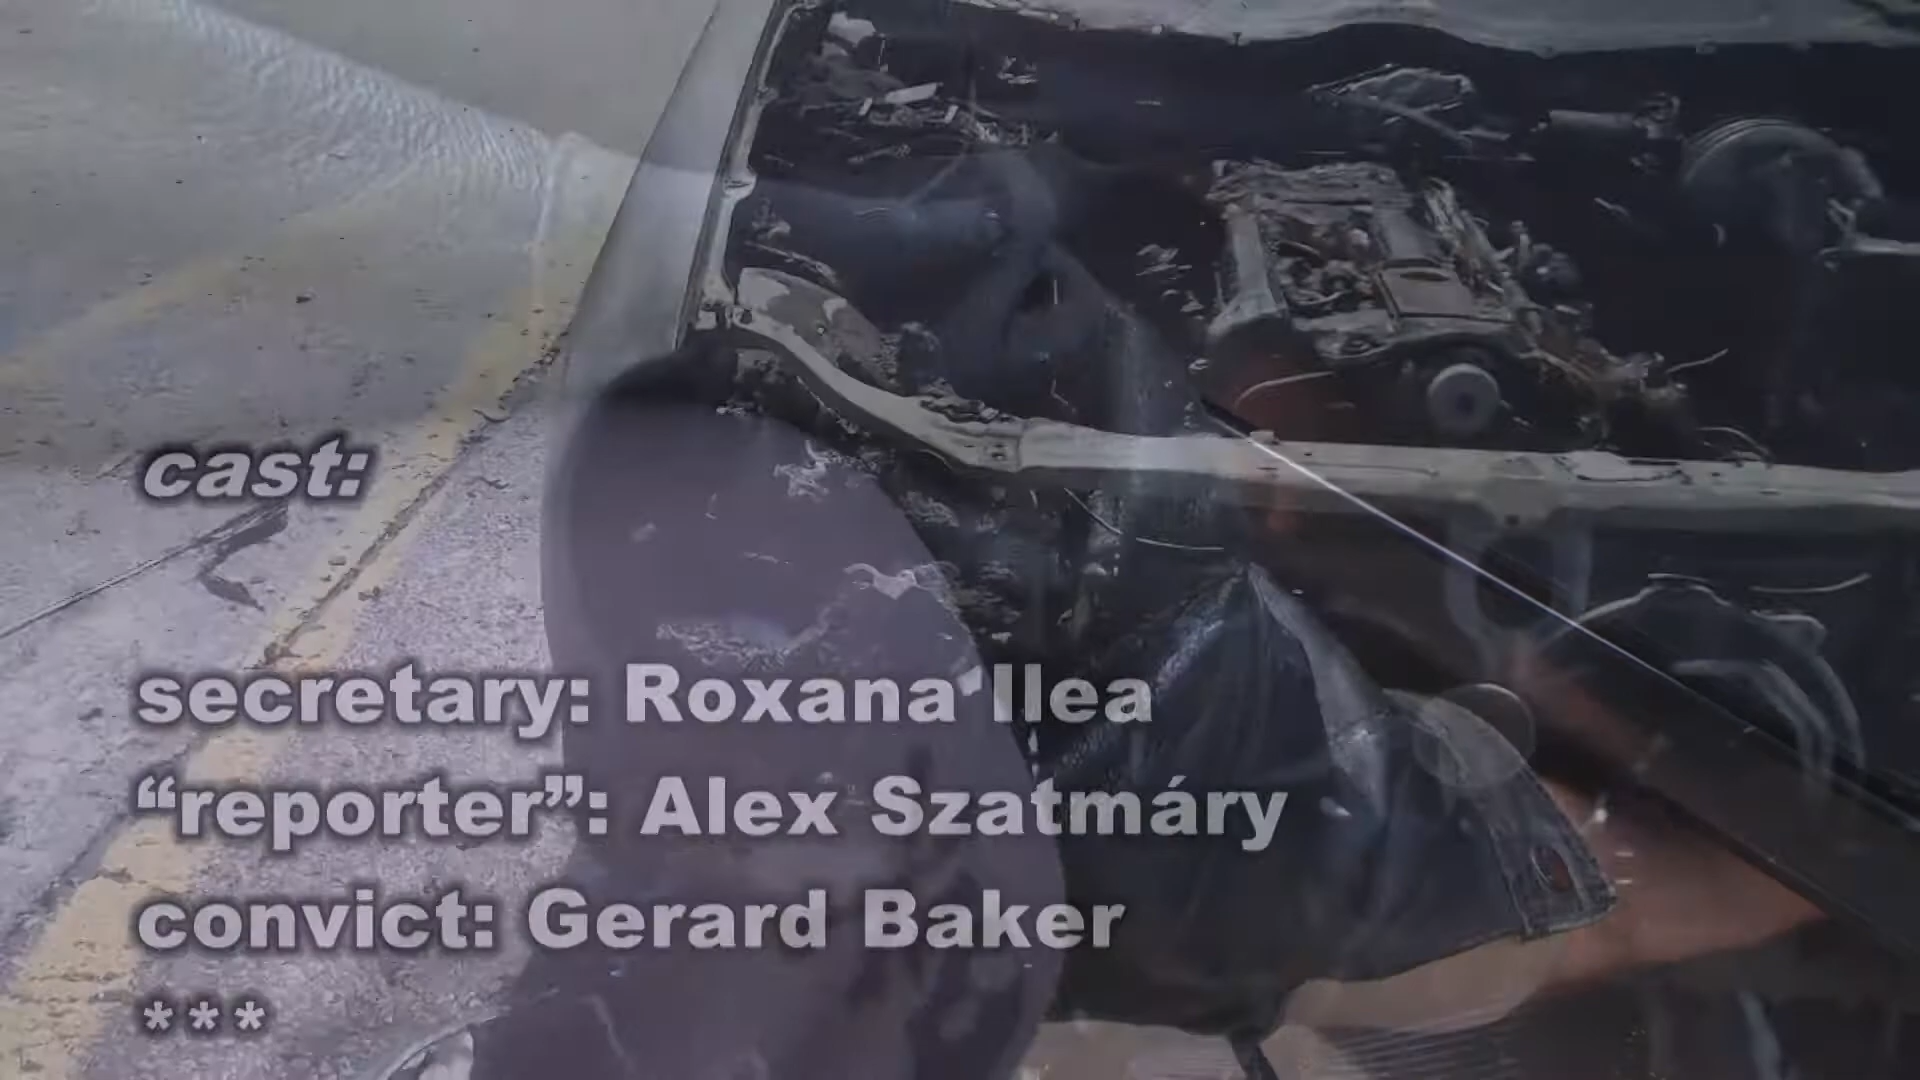 cast:
secretary: Roxana Ilea
“reporter”: Alex Szatmáry
convict: Gerard Baker
***